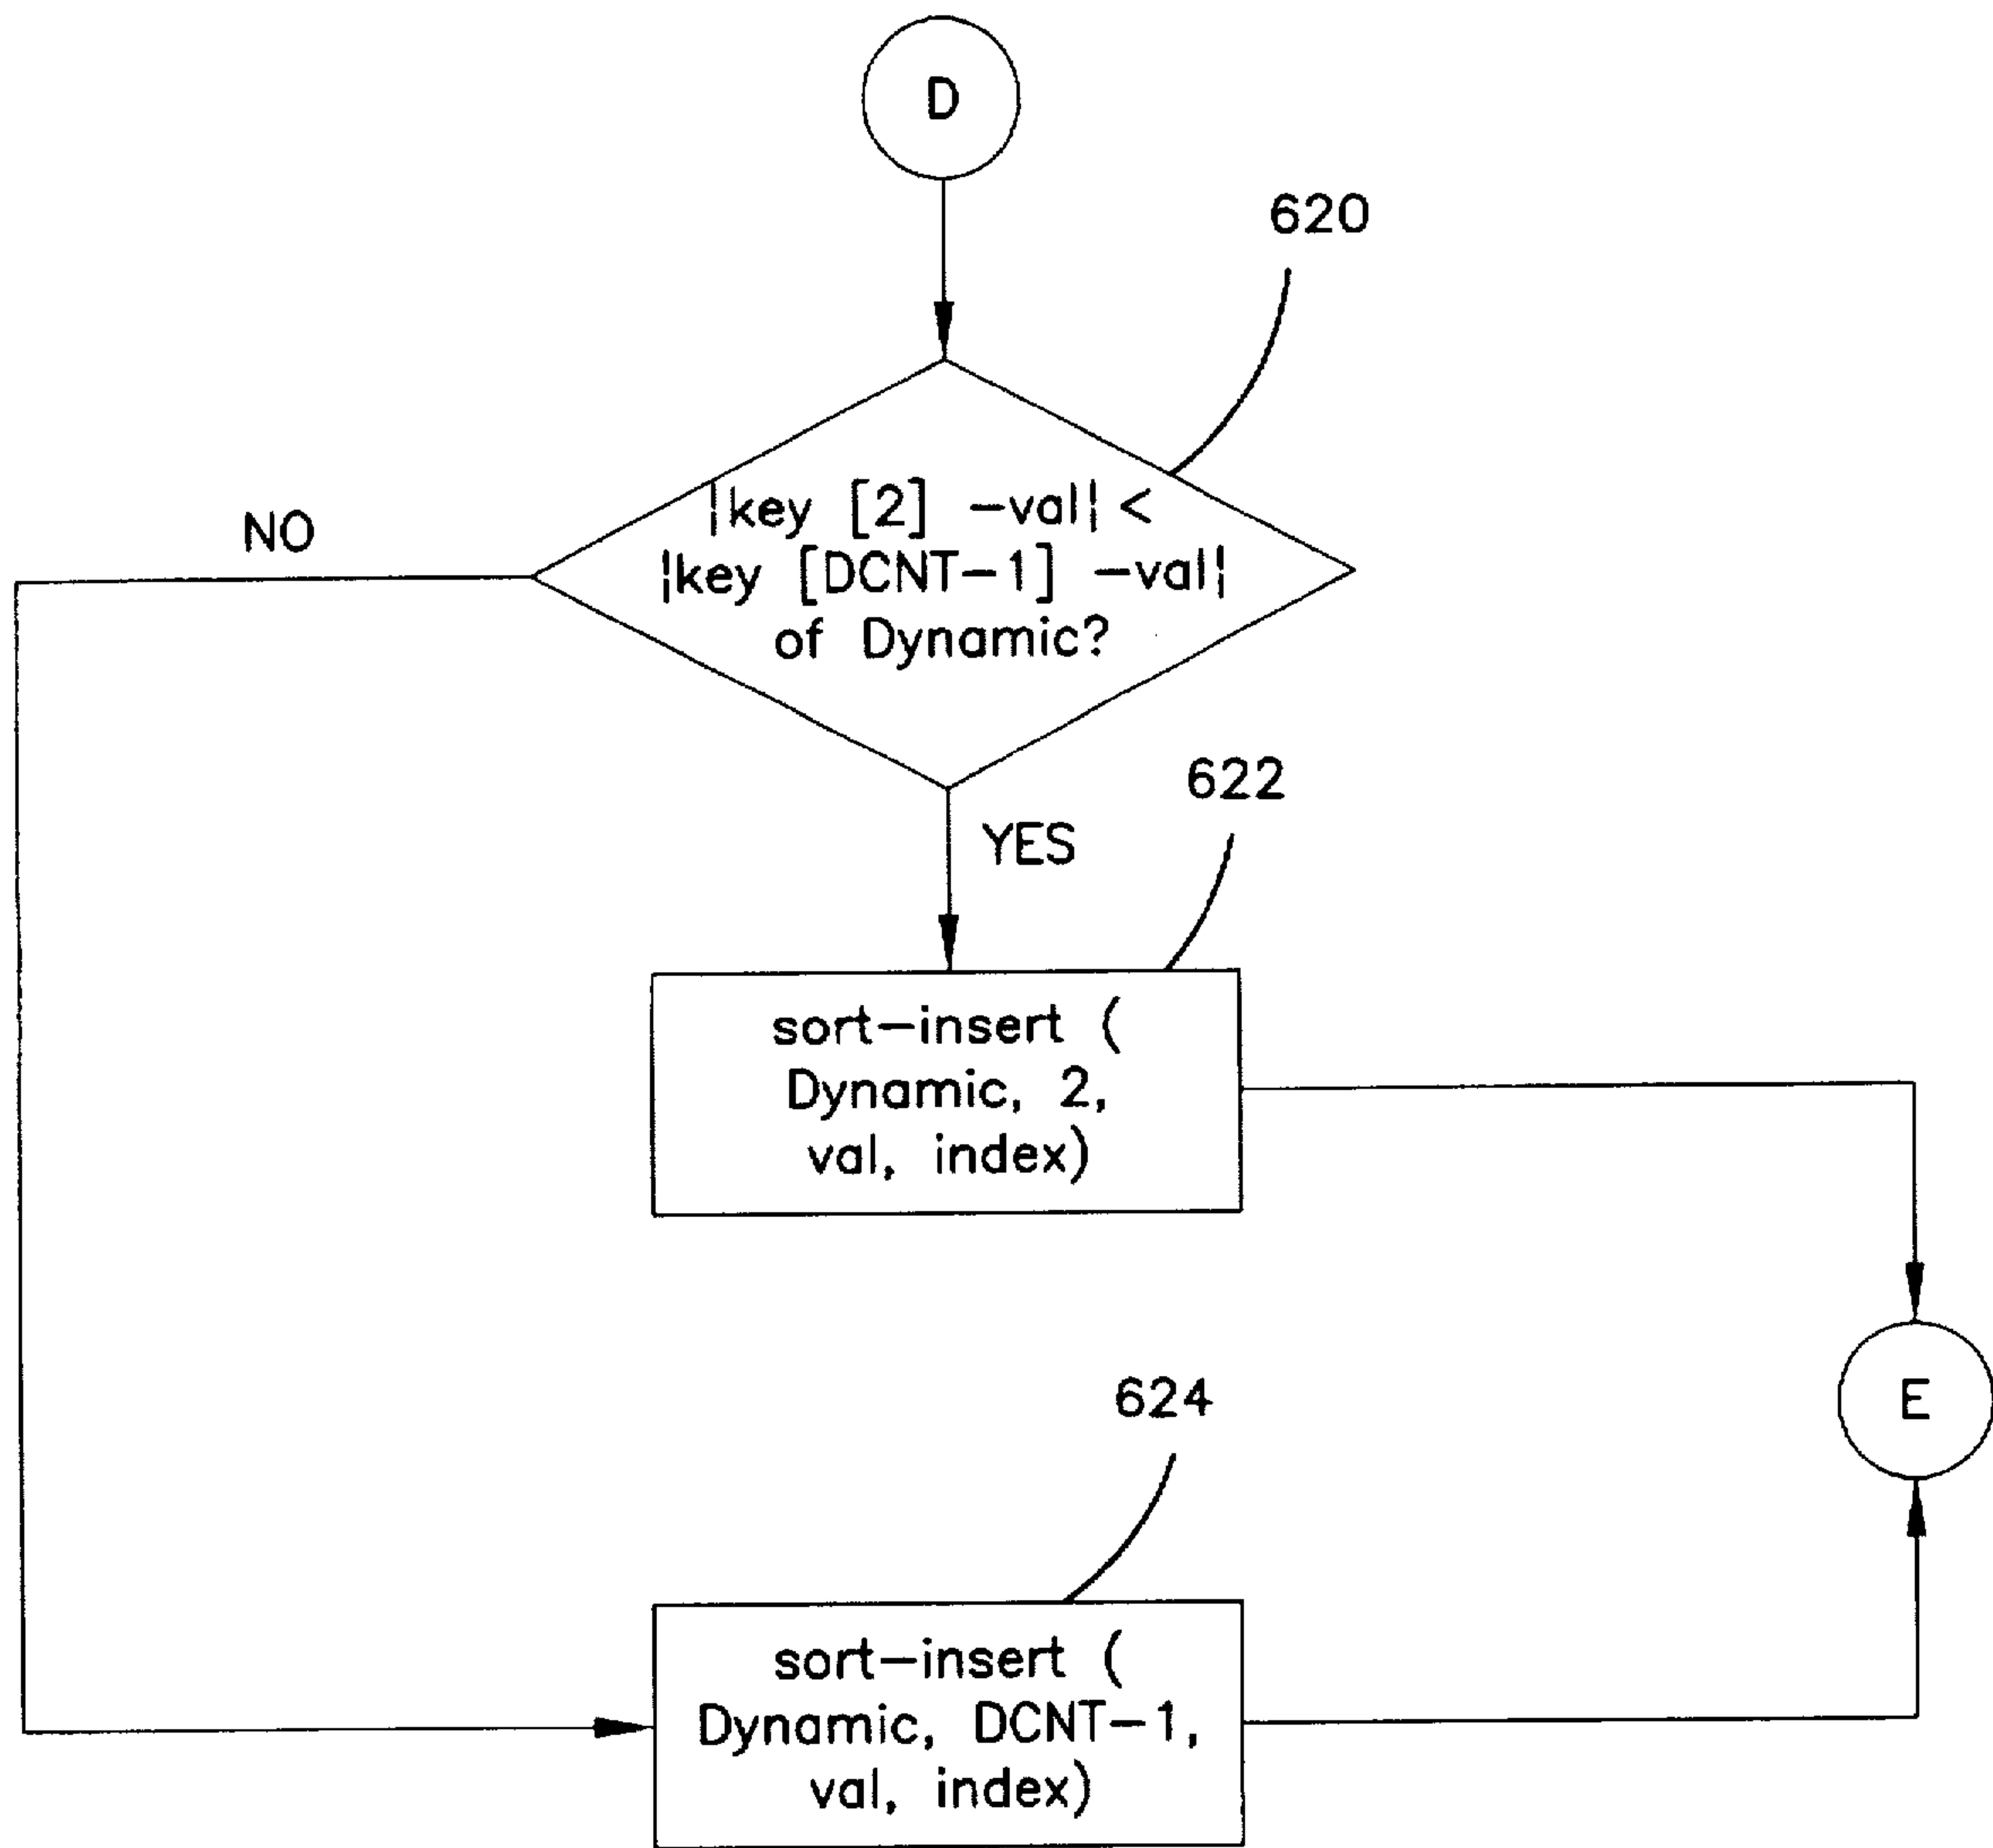 D
620
|key [2] -val| <
|key [DCNT-1] -val|
of Dynamic?
NO
YES
622
sort-insert (
Dynamic, 2,
val, index)
E
624
sort-insert (
Dynamic, DCNT-1,
val, index)